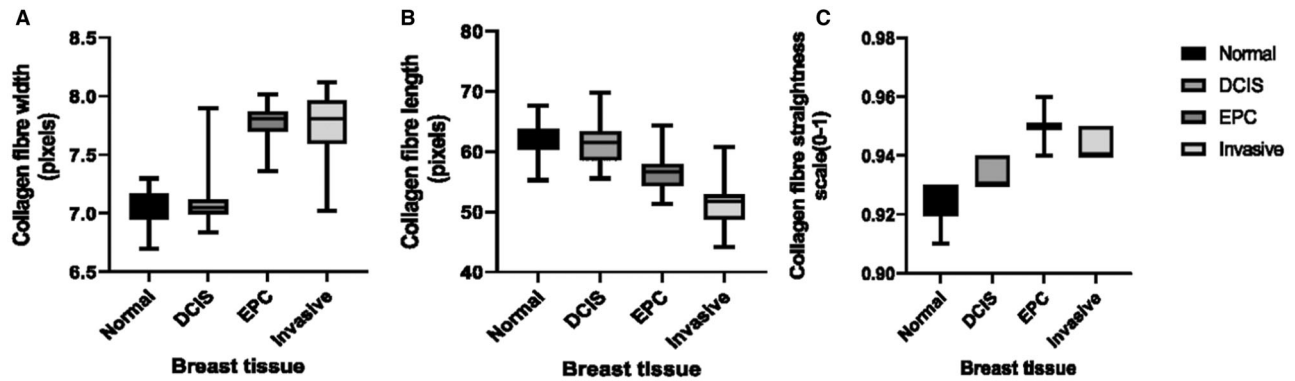 A
Collagen fibre width
(pixels)
8.5
8.0
7.5
7.0
6.5
Normal
DCIS
EPC
Invasive
Breast tissue
B
Collagen fibre length
(pixels)
80
70
60
50
40
Normal
DCIS
EPC
Invasive
Breast tissue
C
Collagen fibre straightness
scale(0-1)
0.98
0.96
0.94
0.92
0.90
Normal
DCIS
EPC
Invasive
Breast tissue
Normal
DCIS
EPC
Invasive